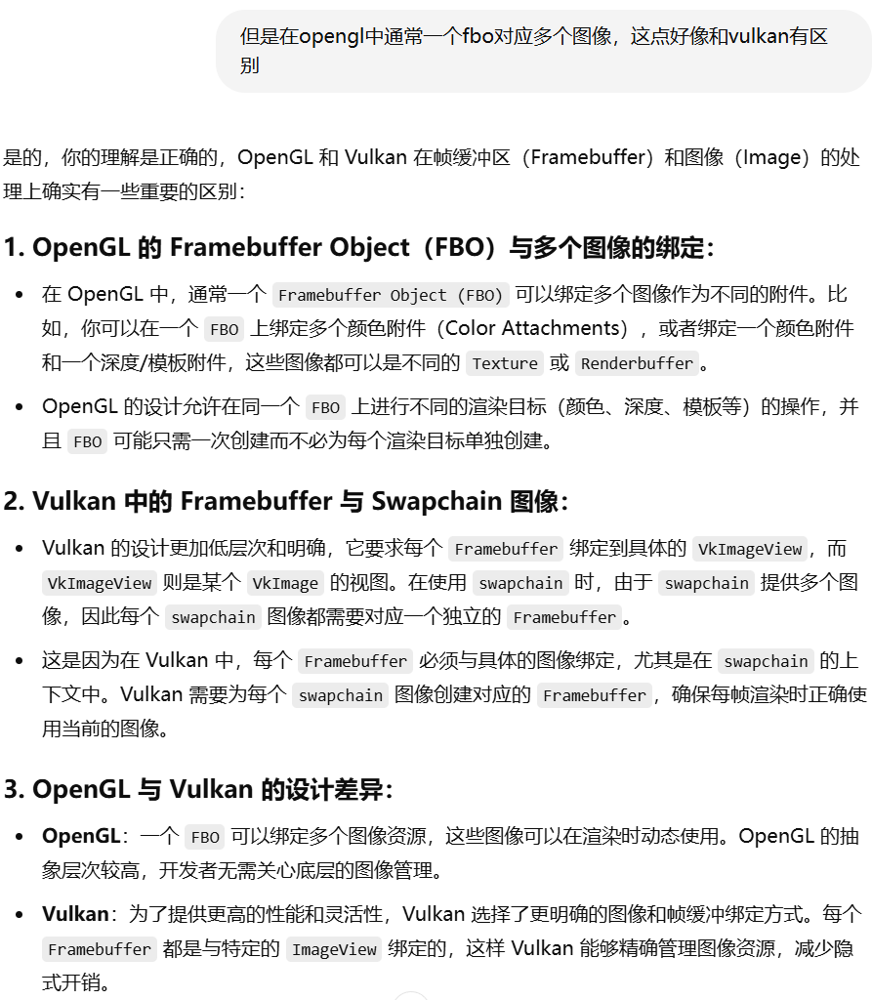 但是在opengl中通常一个fbo对应多个图像，这点好像和vulkan有区
别
是的，你的理解是正确的，OpenGL 和 Vulkan 在帧缓冲区（Framebuffer）和图像（Image）的处
理上确实有一些重要的区别：
1. OpenGL 的 Framebuffer Object（FBO）与多个图像的绑定：
• 在 OpenGL 中，通常一个 Framebuffer Object (FBO) 可以绑定多个图像作为不同的附件。比
如，你可以在一个 FBO 上绑定多个颜色附件（Color Attachments），或者绑定一个颜色附件
和一个深度/模板附件，这些图像都可以是不同的 Texture 或 Renderbuffer。
• OpenGL 的设计允许在同一个 FBO 上进行不同的渲染目标（颜色、深度、模板等）的操作，并
且 FBO 可能只需一次创建而不必为每个渲染目标单独创建。
2. Vulkan 中的 Framebuffer 与 Swapchain 图像：
• Vulkan 的设计更加低层次和明确，它要求每个 Framebuffer 绑定到具体的 VkImageView，而
VkImageView 则是某个 VkImage 的视图。在使用 swapchain 时，由于 swapchain 提供多个图
像，因此每个 swapchain 图像都需要对应一个独立的 Framebuffer。
• 这是因为在 Vulkan 中，每个 Framebuffer 必须与具体的图像绑定，尤其是在 swapchain 的上
下文中。Vulkan 需要为每个 swapchain 图像创建对应的 Framebuffer，确保每帧渲染时正确使
用当前的图像。
3. OpenGL 与 Vulkan 的设计差异：
• OpenGL：一个 FBO 可以绑定多个图像资源，这些图像可以在渲染时动态使用。OpenGL 的抽
象层次较高，开发者无需关心底层的图像管理。
• Vulkan：为了提供更高的性能和灵活性，Vulkan 选择了更明确的图像和帧缓冲绑定方式。每个
Framebuffer 都是与特定的 ImageView 绑定的，这样 Vulkan 能够精确管理图像资源，减少隐
式开销。